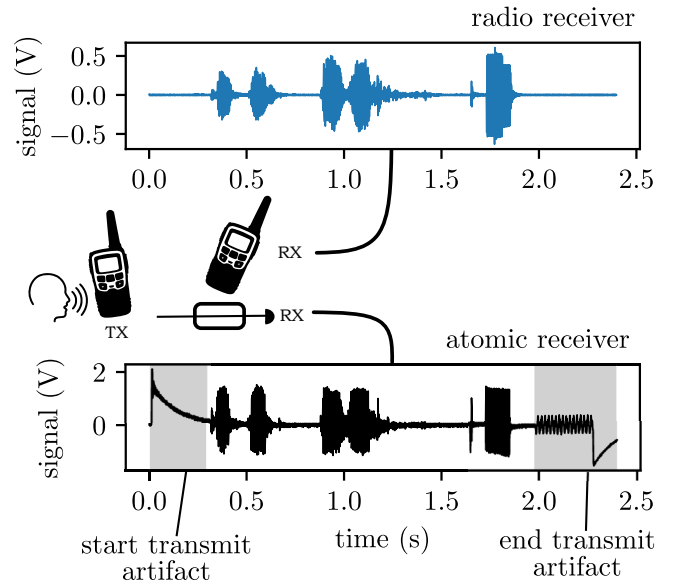 radio receiver
signal (V)
0.5
0.0
−0.5
0.0 0.5 1.0 1.5 2.0 2.5
RX
TX
RX
atomic receiver
signal (V)
2
0
0.0 0.5 1.0 1.5 2.0 2.5
time (s)
start transmit
artifact
end transmit
artifact